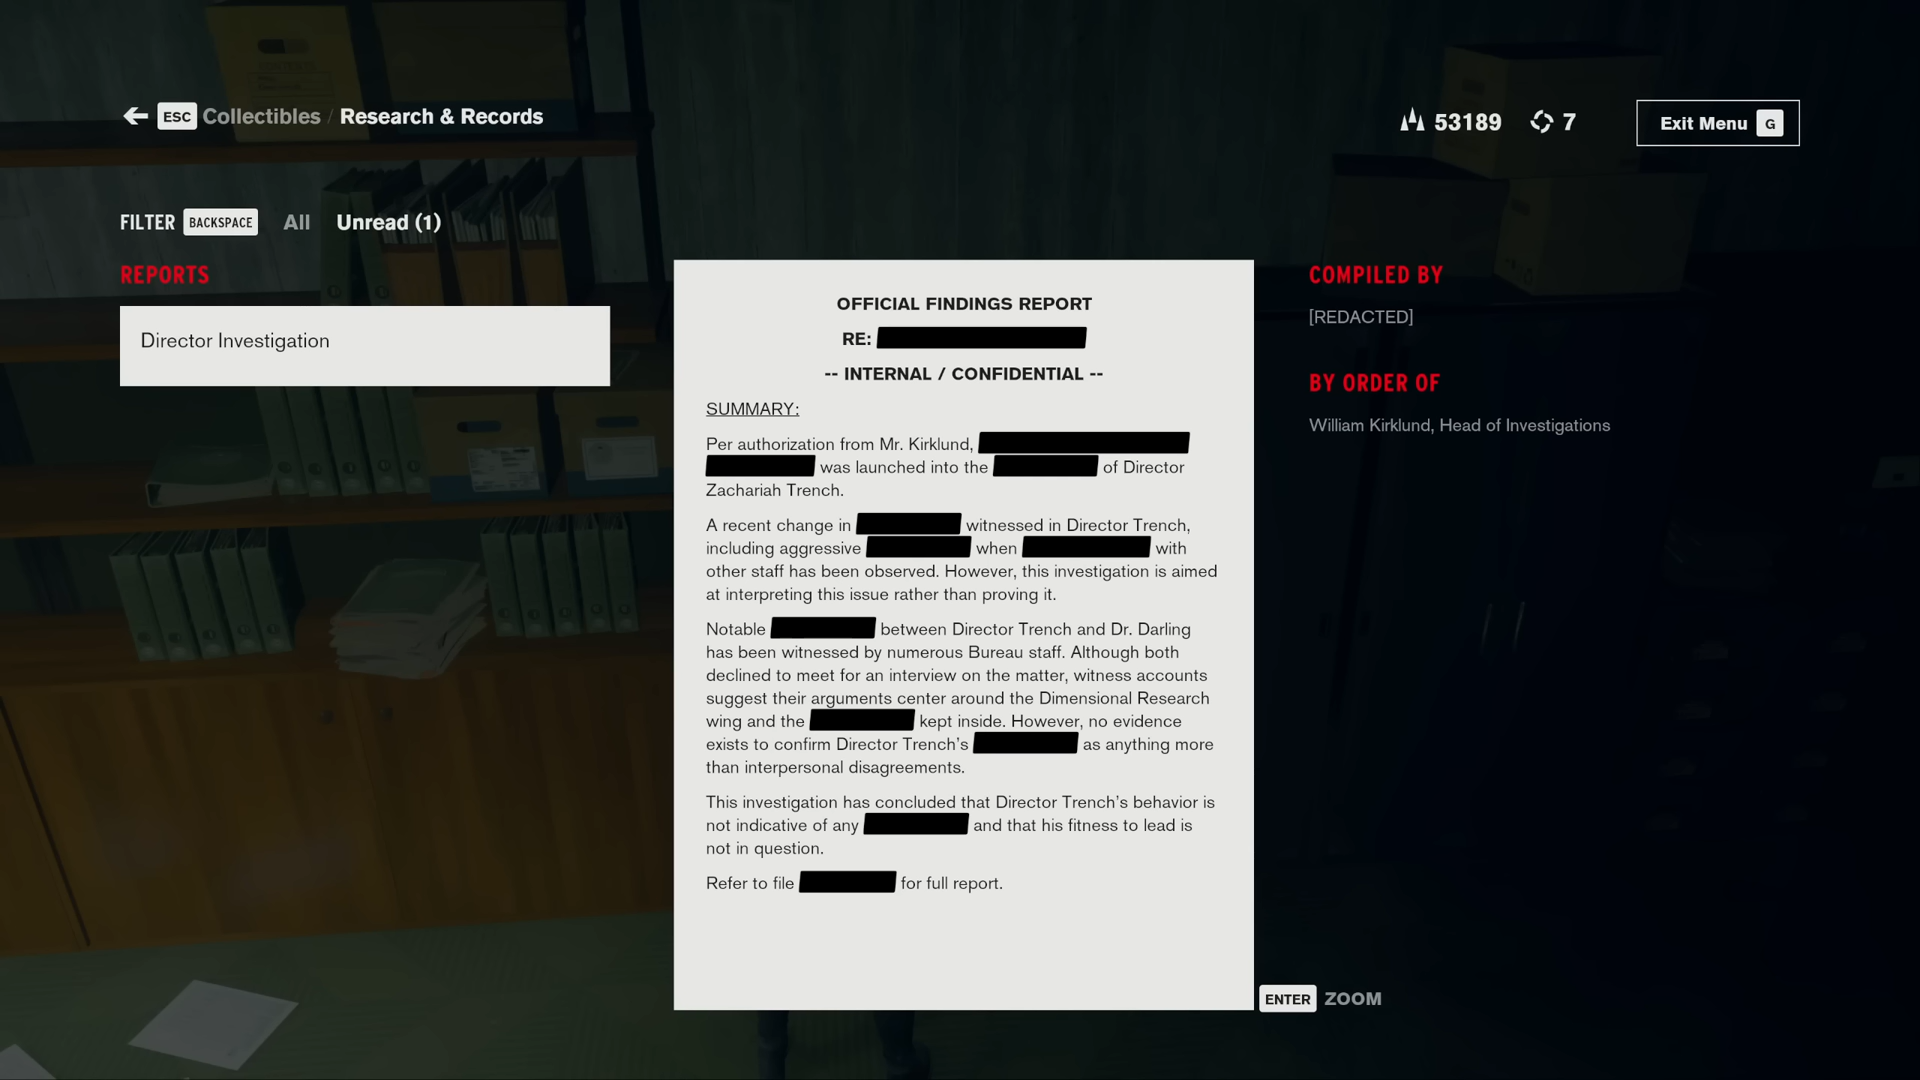 ESC Collectibles / Research & Records
53189 7 Exit Menu G
FILTER BACKSPACE All Unread (1)
REPORTS
Director Investigation
OFFICIAL FINDINGS REPORT
RE:
-- INTERNAL / CONFIDENTIAL --
SUMMARY:
Per authorization from Mr. Kirklund,
was launched into the of Director
Zachariah Trench.
A recent change in witnessed in Director Trench,
including aggressive when with
other staff has been observed. However, this investigation is aimed
at interpreting this issue rather than proving it.
Notable between Director Trench and Dr. Darling
has been witnessed by numerous Bureau staff. Although both
declined to meet for an interview on the matter, witness accounts
suggest their arguments center around the Dimensional Research
wing and the kept inside. However, no evidence
exists to confirm Director Trench's as anything more
than interpersonal disagreements.
This investigation has concluded that Director Trench's behavior is
not indicative of any and that his fitness to lead is
not in question.
Refer to file for full report.
COMPILED BY
[REDACTED]
BY ORDER OF
William Kirklund, Head of Investigations
ENTER ZOOM